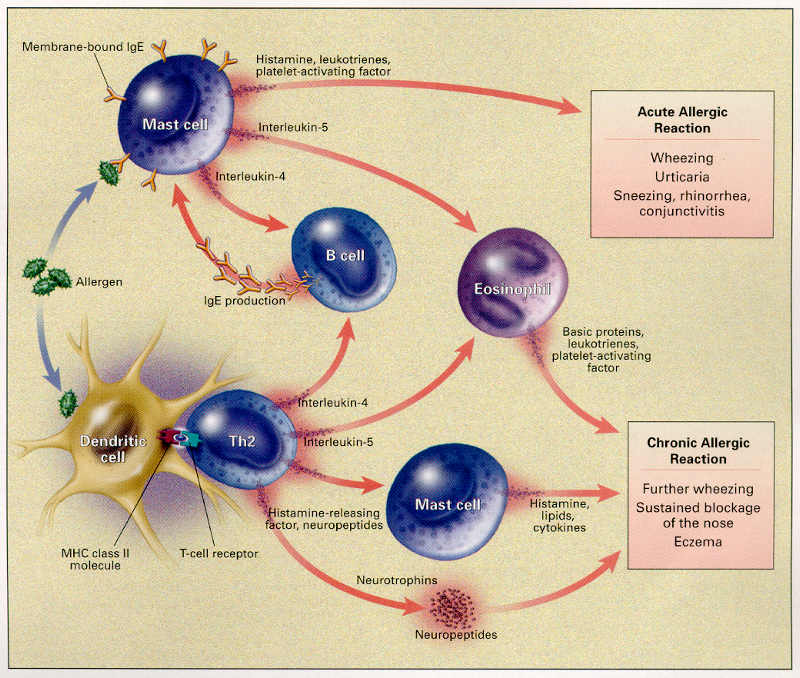 Membrane-bound IgE
Mast cell
Histamine, leukotrienes,
platelet-activating factor
Interleukin-5
Interleukin-4
Acute Allergic
Reaction
Wheezing
Urticaria
Sneezing, rhinorrhea,
conjunctivitis
B cell
Allergen
IgE production
Eosinophil
Basic proteins,
leukotrienes,
platelet-activating
factor
Dendritic
cell
Th2
Interleukin-4
Interleukin-5
Mast cell
Histamine-releasing
factor, neuropeptides
Histamine,
lipids,
cytokines
Chronic Allergic
Reaction
Further wheezing
Sustained blockage
of the nose
Eczema
MHC class II
molecule
T-cell receptor
Neurotrophins
Neuropeptides